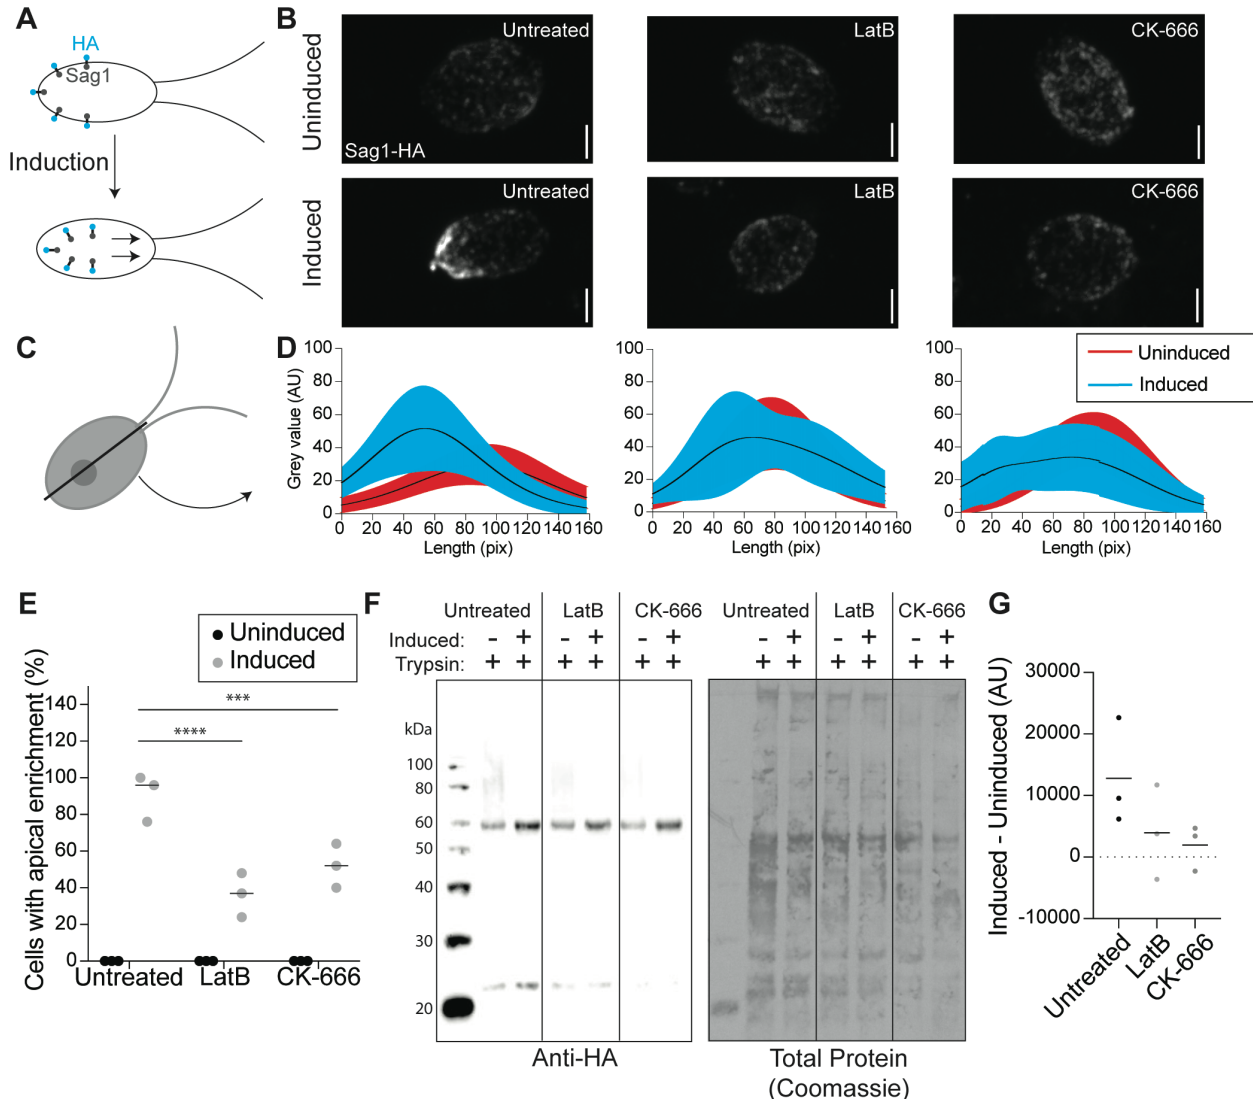 A
HA
Sag1
Induction
B
Uninduced
Untreated
LatB
CK-666
Sag1-HA
Induced
Untreated
LatB
CK-666
C
D
Grey value (AU)
100
80
60
40
20
0
0 20 40 60 80 100 120 140 160
Length (pix)
100
80
60
40
20
0
0 20 40 60 80 100 120 140 160
Length (pix)
Uninduced
Induced
100
80
60
40
20
0
0 20 40 60 80 100 120 140 160
Length (pix)
E
Uninduced
Induced
Cells with apical enrichment (%)
140
120
100
80
60
40
20
0
***
****
Untreated LatB CK-666
F
Untreated LatB CK-666 Untreated LatB CK-666
Induced: - + - + - + - + - + - +
Trypsin: + + + + + + + + + + + +
kDa
100
80
60
50
40
30
20
Anti-HA
Total Protein
(Coomassie)
G
Induced - Uninduced (AU)
30000
20000
10000
0
-10000
Untreated
LatB
CK-666